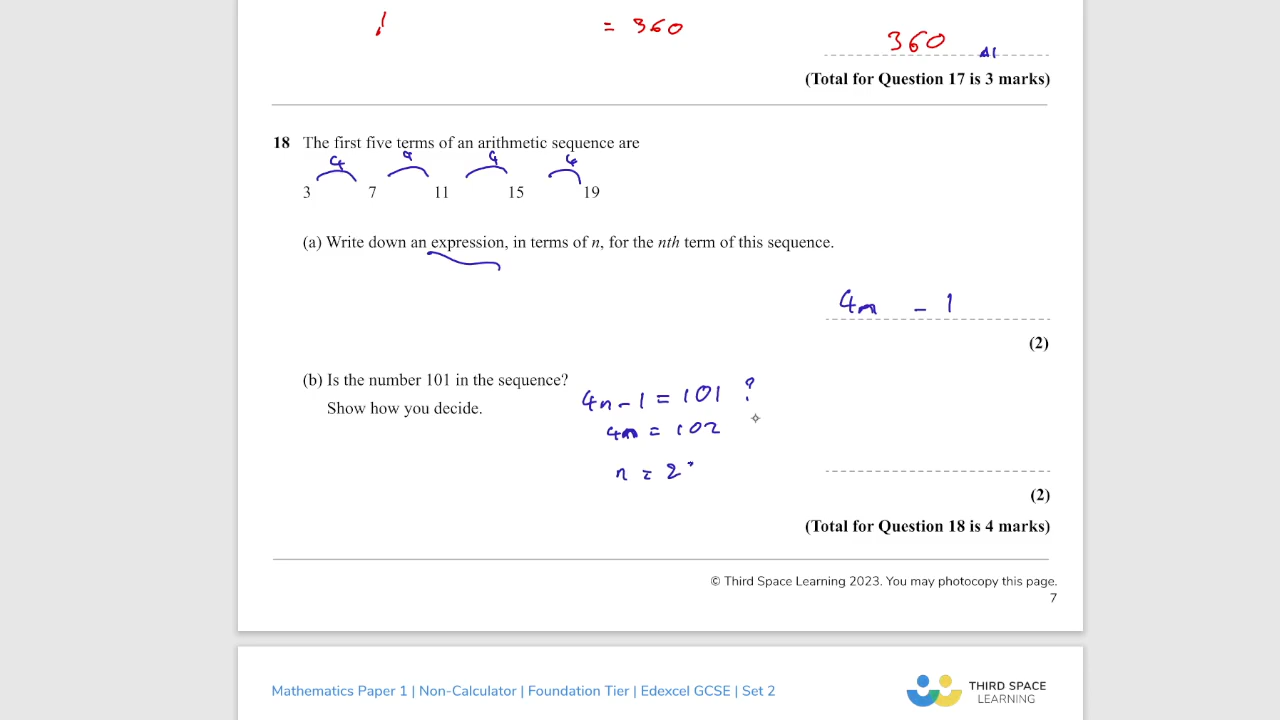 = 360
360
A1
(Total for Question 17 is 3 marks)
18 The first five terms of an arithmetic sequence are
4 4 4 4
3 7 11 15 19
(a) Write down an expression, in terms of n, for the nth term of this sequence.
4n - 1
(2)
(b) Is the number 101 in the sequence?
Show how you decide.
4n - 1 = 101 ?
4n = 102
n = 2
(2)
(Total for Question 18 is 4 marks)
© Third Space Learning 2023. You may photocopy this page.
7
Mathematics Paper 1 | Non-Calculator | Foundation Tier | Edexcel GCSE | Set 2
THIRD SPACE
LEARNING